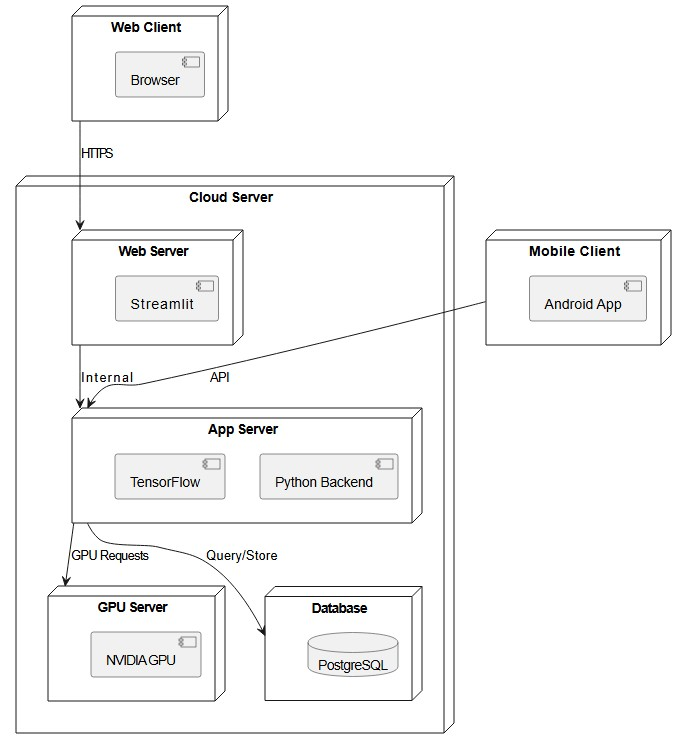 Web Client
Browser
HTTPS
Cloud Server
Web Server
Streamlit
Mobile Client
Android App
Internal
API
App Server
TensorFlow
Python Backend
GPU Requests
Query/Store
GPU Server
NVIDIA GPU
Database
PostgreSQL